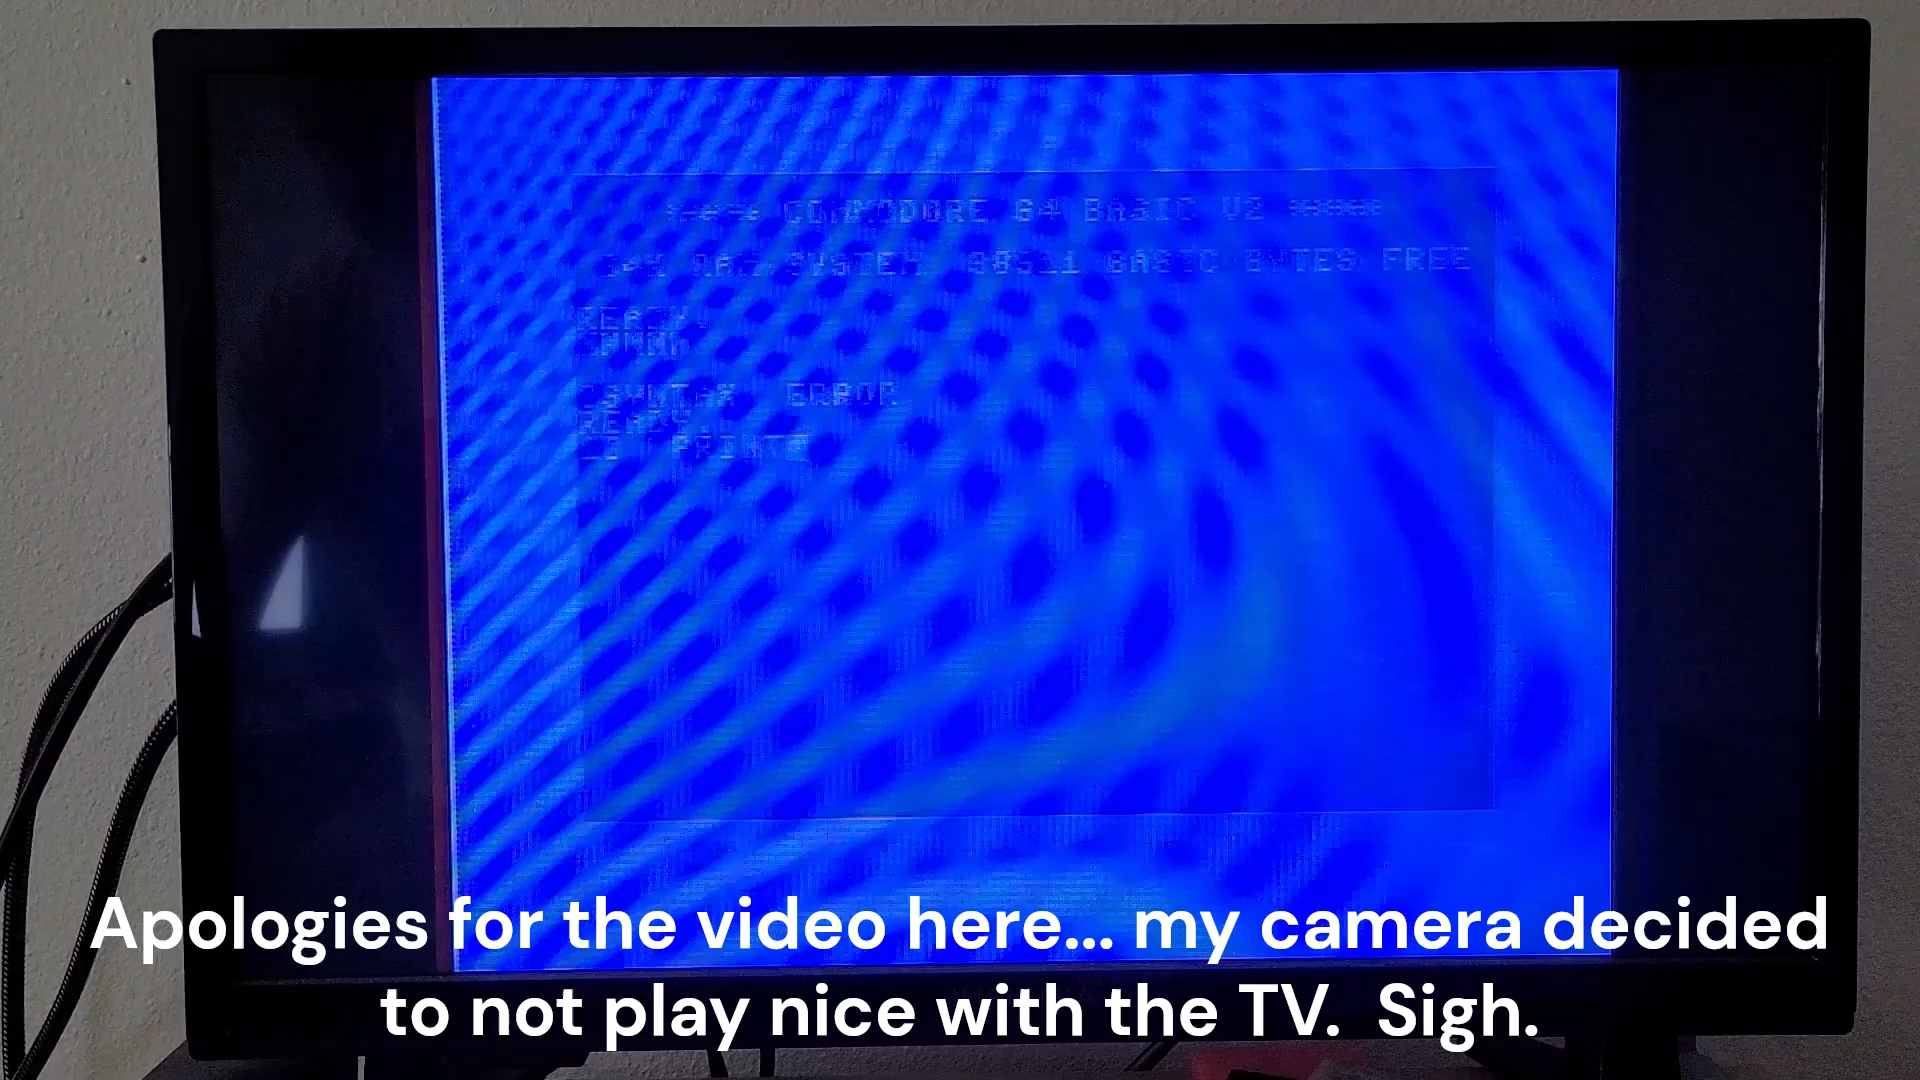 **** COMMODORE 64 BASIC V2 ****
64K RAM SYSTEM 38911 BASIC BYTES FREE
READY.
ERROR
READY.
PRINT
Apologies for the video here... my camera decided
to not play nice with the TV. Sigh.